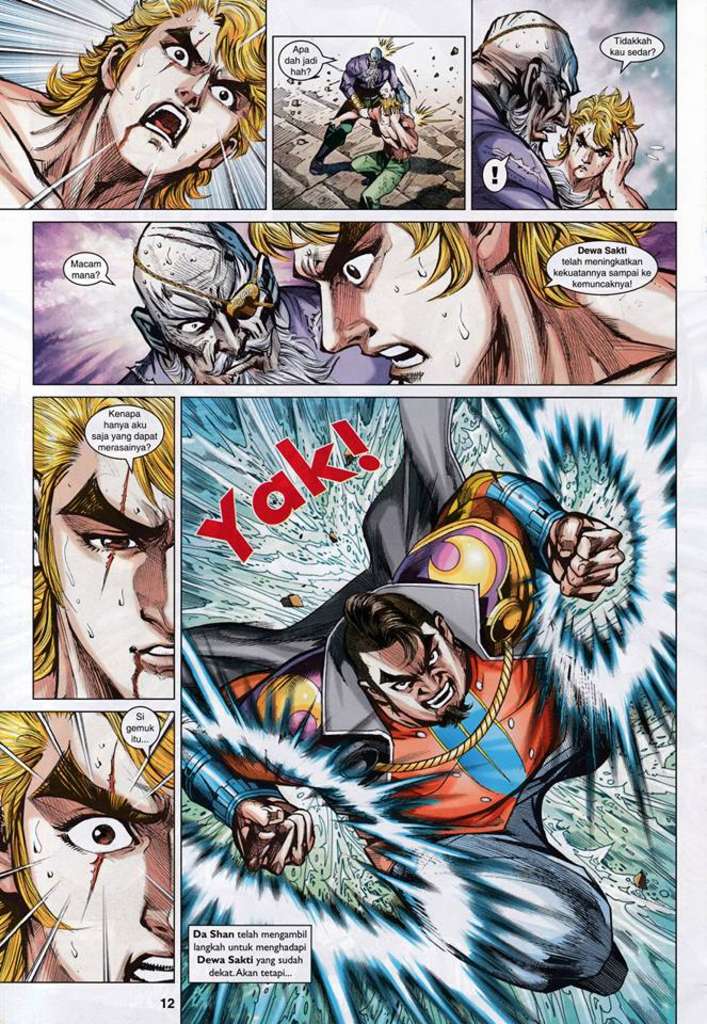 Apa
dah jadi
hah?
Tidakkah
kau sedar?
!
Macam
mana?
Dewa Sakti
telah meningkatkan
kekuatannya sampai ke
kemuncaknya!
Kenapa
hanya aku
saja yang dapat
merasainya?
Si
gemuk
itu...
Yak!
Da Shan telah mengambil
langkah untuk menghadapi
Dewa Sakti yang sudah
dekat.Akan tetapi...
12